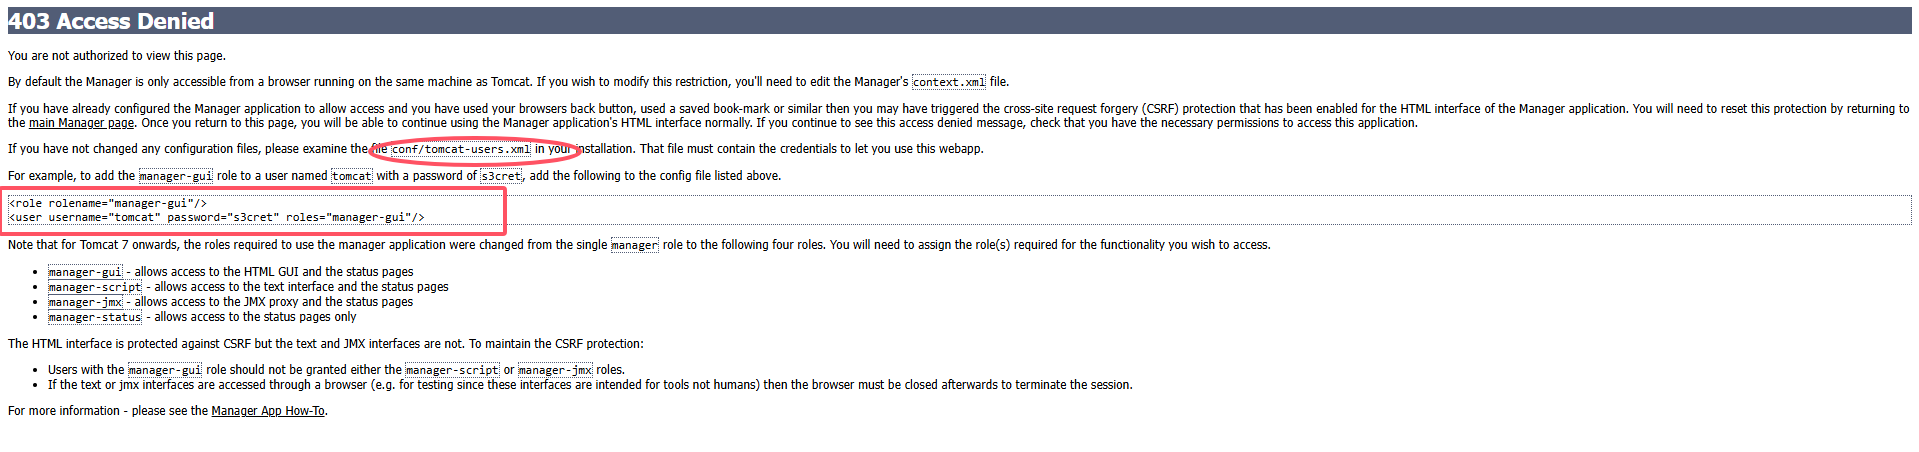 403 Access Denied
You are not authorized to view this page.
By default the Manager is only accessible from a browser running on the same machine as Tomcat. If you wish to modify this restriction, you'll need to edit the Manager's context.xml file.
If you have already configured the Manager application to allow access and you have used your browsers back button, used a saved book-mark or similar then you may have triggered the cross-site request forgery (CSRF) protection that has been enabled for the HTML interface of the Manager application. You will need to reset this protection by returning to
the main Manager page. Once you return to this page, you will be able to continue using the Manager application's HTML interface normally. If you continue to see this access denied message, check that you have the necessary permissions to access this application.
If you have not changed any configuration files, please examine the file conf/tomcat-users.xml in your installation. That file must contain the credentials to let you use this webapp.
For example, to add the manager-gui role to a user named tomcat with a password of s3cret, add the following to the config file listed above.
<role rolename="manager-gui"/>
<user username="tomcat" password="s3cret" roles="manager-gui"/>
Note that for Tomcat 7 onwards, the roles required to use the manager application were changed from the single manager role to the following four roles. You will need to assign the role(s) required for the functionality you wish to access.
• manager-gui - allows access to the HTML GUI and the status pages
• manager-script - allows access to the text interface and the status pages
• manager-jmx - allows access to the JMX proxy and the status pages
• manager-status - allows access to the status pages only
The HTML interface is protected against CSRF but the text and JMX interfaces are not. To maintain the CSRF protection:
• Users with the manager-gui role should not be granted either the manager-script or manager-jmx roles.
• If the text or jmx interfaces are accessed through a browser (e.g. for testing since these interfaces are intended for tools not humans) then the browser must be closed afterwards to terminate the session.
For more information - please see the Manager App How-To.